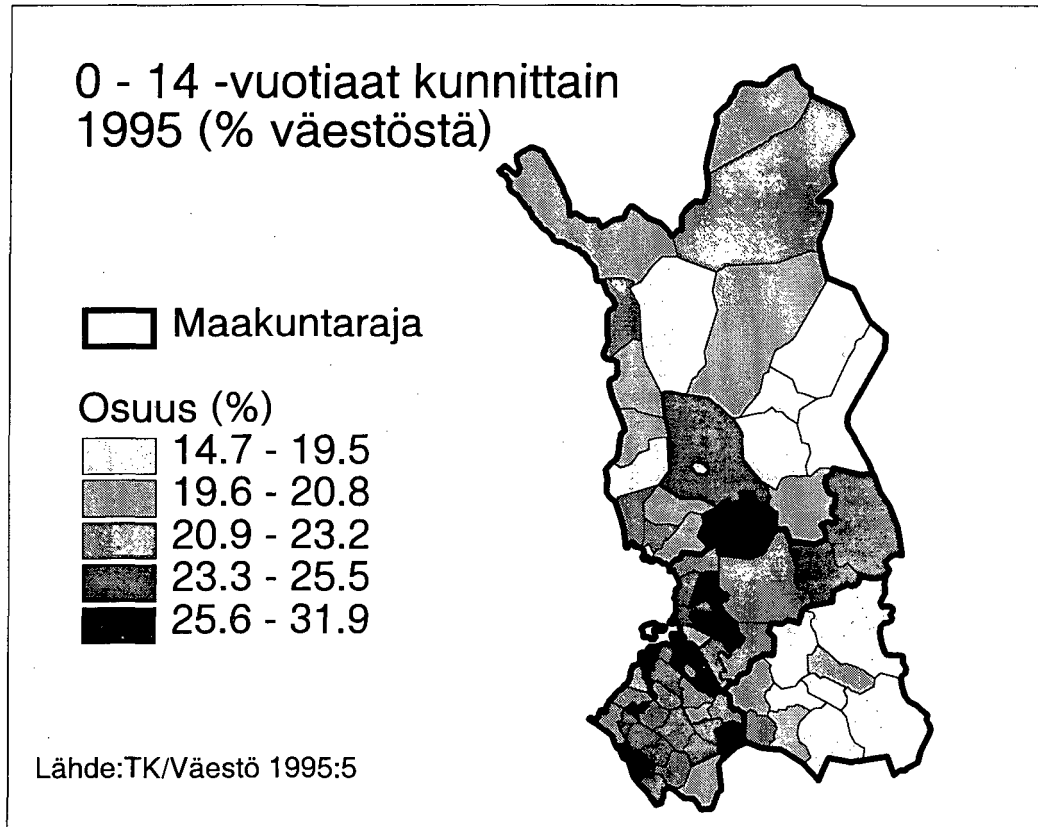 0 - 14 -vuotiaat kunnittain
1995 (% väestöstä)
Maakuntaraja
Osuus (%)
14.7 - 19.5
19.6 - 20.8
20.9 - 23.2
23.3 - 25.5
25.6 - 31.9
Lähde:TK/Väestö 1995:5